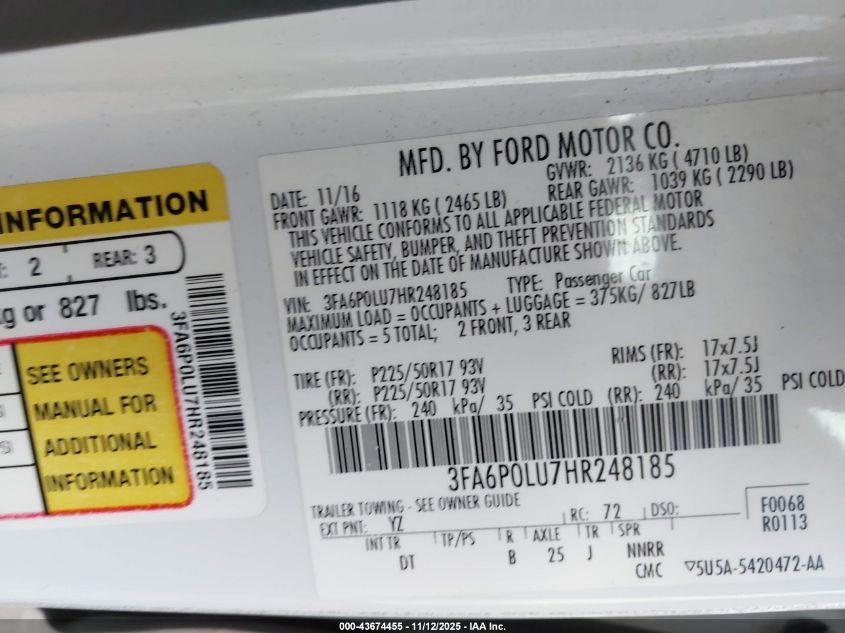 INFORMATION
2 REAR: 3
g or 827 lbs.
SEE OWNERS
MANUAL FOR
ADDITIONAL
INFORMATION
3FA6P0LU7HR248185
MFD. BY FORD MOTOR CO.
DATE: 11/16 GVWR: 2136 KG ( 4710 LB)
FRONT GAWR: 1118 KG ( 2465 LB) REAR GAWR: 1039 KG ( 2290 LB)
THIS VEHICLE CONFORMS TO ALL APPLICABLE FEDERAL MOTOR
VEHICLE SAFETY, BUMPER, AND THEFT PREVENTION STANDARDS
IN EFFECT ON THE DATE OF MANUFACTURE SHOWN ABOVE.
VIN: 3FA6P0LU7HR248185 TYPE: Passenger Car
MAXIMUM LOAD = OCCUPANTS + LUGGAGE = 375KG/ 827LB
OCCUPANTS = 5 TOTAL; 2 FRONT, 3 REAR
TIRE (FR): P225/50R17 93V RIMS (FR): 17x7.5J
(RR): P225/50R17 93V (RR): 17x7.5J
PRESSURE (FR): 240 kPa/ 35 PSI COLD (RR): 240 kPa/ 35 PSI COLD
3FA6P0LU7HR248185
TRAILER TOWING - SEE OWNER GUIDE
EXT PNT: YZ RC: 72 DSO: F0068
R0113
INT TR TP/PS R AXLE TR SPR
DT B 25 J NNRR
CMC ▽5U5A-5420472-AA
000-43674455 - 11/12/2025 - IAA Inc.